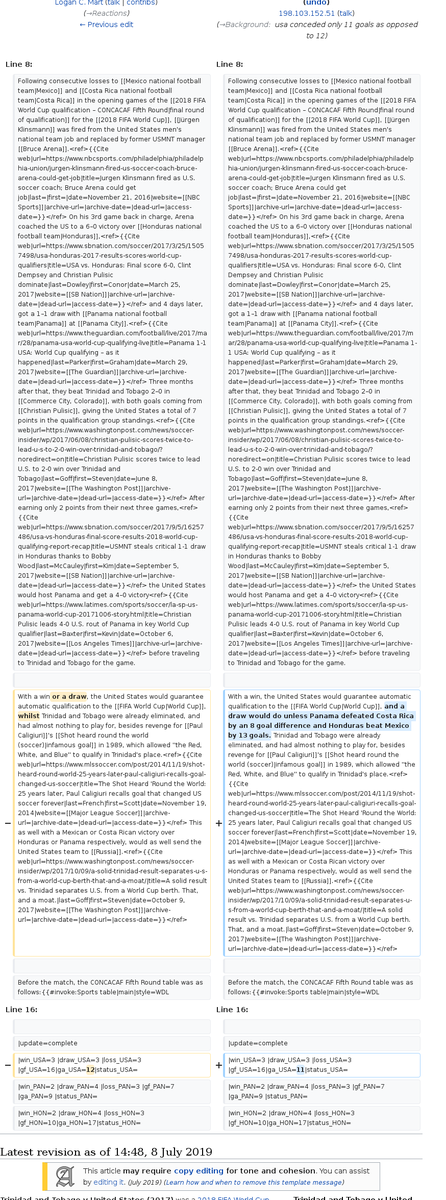 Logan C. Mart (talk | contribs)
(→Reactions)
← Previous edit
(undo)
198.103.152.51 (talk)
(→Background: usa conceded only 11 goals as opposed
to 12)
Line 8:
Following consecutive losses to [[Mexico national football
team|Mexico]] and [[Costa Rica national football
team|Costa Rica]] in the opening games of the [[2018 FIFA
World Cup qualification – CONCACAF Fifth Round|final round
of qualification]] for the [[2018 FIFA World Cup]], [[Jürgen
Klinsmann]] was fired from the United States men's
national team job and replaced by former USMNT manager
[[Bruce Arena]].<ref>{{Cite
web|url=https://www.nbcsports.com/philadelphia/philadelp
hia-union/jurgen-klinsmann-fired-us-soccer-coach-bruce-
arena-could-get-job|title=Jurgen Klinsmann fired as U.S.
soccer coach; Bruce Arena could get
job|last=|first=|date=November 21, 2016|website=[[NBC
Sports]]|archive-url=|archive-date=|dead-url=|access-
date=}}</ref> On his 3rd game back in charge, Arena
coached the US to a 6–0 victory over [[Honduras national
football team|Honduras]].<ref>{{Cite
web|url=https://www.sbnation.com/soccer/2017/3/25/1505
7498/usa-honduras-2017-results-scores-world-cup-
qualifiers|title=USA vs. Honduras: Final score 6-0, Clint
Dempsey and Christian Pulisic
dominate|last=Dowley|first=Conor|date=March 25,
2017|website=[[SB Nation]]|archive-url=|archive-
date=|dead-url=|access-date=}}</ref> and 4 days later,
got a 1–1 draw with [[Panama national football
team|Panama]] at [[Panama City]].<ref>{{Cite
web|url=https://www.theguardian.com/football/live/2017/ma
r/28/panama-usa-world-cup-qualifying-live|title=Panama 1-1
USA: World Cup qualifying – as it
happened|last=Parker|first=Graham|date=March 29,
2017|website=[[The Guardian]]|archive-url=|archive-
date=|dead-url=|access-date=}}</ref> Three months
after that, they beat Trinidad and Tobago 2–0 in
[[Commerce City, Colorado]], with both goals coming from
[[Christian Pulisic]], giving the United States a total of 7
points in the qualification group standings.<ref>{{Cite
web|url=https://www.washingtonpost.com/news/soccer-
insider/wp/2017/06/08/christian-pulisic-scores-twice-to-
lead-u-s-to-2-0-win-over-trinidad-and-tobago/?
noredirect=on|title=Christian Pulisic scores twice to lead
U.S. to 2-0 win over Trinidad and
Tobago|last=Goff|first=Steven|date=June 8,
2017|website=[[The Washington Post]]|archive-
url=|archive-date=|dead-url=|access-date=}}</ref> After
earning only 2 points from their next three games,<ref>
{{Cite
web|url=https://www.sbnation.com/soccer/2017/9/5/16257
486/usa-vs-honduras-final-score-results-2018-world-cup-
qualifying-report-recap|title=USMNT steals critical 1-1 draw
in Honduras thanks to Bobby
Wood|last=McCauley|first=Kim|date=September 5,
2017|website=[[SB Nation]]|archive-url=|archive-
date=|dead-url=|access-date=}}</ref> the United States
would host Panama and get a 4–0 victory<ref>{{Cite
web|url=https://www.latimes.com/sports/soccer/la-sp-us-
panama-world-cup-20171006-story.html|title=Christian
Pulisic leads 4-0 U.S. rout of Panama in key World Cup
qualifier|last=Baxter|first=Kevin|date=October 6,
2017|website=[[Los Angeles Times]]|archive-url=|archive-
date=|dead-url=|access-date=}}</ref> before traveling
to Trinidad and Tobago for the game.
With a win or a draw, the United States would guarantee
automatic qualification to the [[FIFA World Cup|World Cup]],
whilst Trinidad and Tobago were already eliminated, and
had almost nothing to play for, besides revenge for [[Paul
Caligiuri]]'s [[Shot heard round the world
(soccer)|infamous goal]] in 1989, which allowed "the Red,
White, and Blue" to qualify in Trinidad's place.<ref>{{Cite
web|url=https://www.mlssoccer.com/post/2014/11/19/shot-
heard-round-world-25-years-later-paul-caligiuri-recalls-goal-
changed-us-soccer|title=The Shot Heard 'Round the World:
25 years later, Paul Caligiuri recalls goal that changed US
soccer forever|last=French|first=Scott|date=November 19,
2014|website=[[Major League Soccer]]|archive-
url=|archive-date=|dead-url=|access-date=}}</ref> This
as well with a Mexican or Costa Rican victory over
Honduras or Panama respectively, would as well send the
United States team to [[Russia]].<ref>{{Cite
web|url=https://www.washingtonpost.com/news/soccer-
insider/wp/2017/10/09/a-solid-trinidad-result-separates-u-s-
from-a-world-cup-berth-that-and-a-moat/|title=A solid result
vs. Trinidad separates U.S. from a World Cup berth. That,
and a moat.|last=Goff|first=Steven|date=October 9,
2017|website=[[The Washington Post]]|archive-
url=|archive-date=|dead-url=|access-date=}}</ref>
Before the match, the CONCACAF Fifth Round table was as
follows:{{#invoke:Sports table|main|style=WDL
Line 16:
|update=complete
− |win_USA=3 |draw_USA=3 |loss_USA=3
|gf_USA=16|ga_USA=12|status_USA=
|win_PAN=2 |draw_PAN=4 |loss_PAN=3 |gf_PAN=7
|ga_PAN=9 |status_PAN=
|win_HON=2 |draw_HON=4 |loss_HON=3
|gf_HON=10|ga_HON=17|status_HON=
Line 8:
Following consecutive losses to [[Mexico national football
team|Mexico]] and [[Costa Rica national football
team|Costa Rica]] in the opening games of the [[2018 FIFA
World Cup qualification – CONCACAF Fifth Round|final round
of qualification]] for the [[2018 FIFA World Cup]], [[Jürgen
Klinsmann]] was fired from the United States men's
national team job and replaced by former USMNT manager
[[Bruce Arena]].<ref>{{Cite
web|url=https://www.nbcsports.com/philadelphia/philadelp
hia-union/jurgen-klinsmann-fired-us-soccer-coach-bruce-
arena-could-get-job|title=Jurgen Klinsmann fired as U.S.
soccer coach; Bruce Arena could get
job|last=|first=|date=November 21, 2016|website=[[NBC
Sports]]|archive-url=|archive-date=|dead-url=|access-
date=}}</ref> On his 3rd game back in charge, Arena
coached the US to a 6–0 victory over [[Honduras national
football team|Honduras]].<ref>{{Cite
web|url=https://www.sbnation.com/soccer/2017/3/25/1505
7498/usa-honduras-2017-results-scores-world-cup-
qualifiers|title=USA vs. Honduras: Final score 6-0, Clint
Dempsey and Christian Pulisic
dominate|last=Dowley|first=Conor|date=March 25,
2017|website=[[SB Nation]]|archive-url=|archive-
date=|dead-url=|access-date=}}</ref> and 4 days later,
got a 1–1 draw with [[Panama national football
team|Panama]] at [[Panama City]].<ref>{{Cite
web|url=https://www.theguardian.com/football/live/2017/m
ar/28/panama-usa-world-cup-qualifying-live|title=Panama 1-
1 USA: World Cup qualifying – as it
happened|last=Parker|first=Graham|date=March 29,
2017|website=[[The Guardian]]|archive-url=|archive-
date=|dead-url=|access-date=}}</ref> Three months
after that, they beat Trinidad and Tobago 2–0 in
[[Commerce City, Colorado]], with both goals coming from
[[Christian Pulisic]], giving the United States a total of 7
points in the qualification group standings.<ref>{{Cite
web|url=https://www.washingtonpost.com/news/soccer-
insider/wp/2017/06/08/christian-pulisic-scores-twice-to-
lead-u-s-to-2-0-win-over-trinidad-and-tobago/?
noredirect=on|title=Christian Pulisic scores twice to lead
U.S. to 2-0 win over Trinidad and
Tobago|last=Goff|first=Steven|date=June 8,
2017|website=[[The Washington Post]]|archive-
url=|archive-date=|dead-url=|access-date=}}</ref> After
earning only 2 points from their next three games,<ref>
{{Cite
web|url=https://www.sbnation.com/soccer/2017/9/5/16257
486/usa-vs-honduras-final-score-results-2018-world-cup-
qualifying-report-recap|title=USMNT steals critical 1-1 draw
in Honduras thanks to Bobby
Wood|last=McCauley|first=Kim|date=September 5,
2017|website=[[SB Nation]]|archive-url=|archive-
date=|dead-url=|access-date=}}</ref> the United States
would host Panama and get a 4–0 victory<ref>{{Cite
web|url=https://www.latimes.com/sports/soccer/la-sp-us-
panama-world-cup-20171006-story.html|title=Christian
Pulisic leads 4-0 U.S. rout of Panama in key World Cup
qualifier|last=Baxter|first=Kevin|date=October 6,
2017|website=[[Los Angeles Times]]|archive-url=|archive-
date=|dead-url=|access-date=}}</ref> before traveling
to Trinidad and Tobago for the game.
With a win, the United States would guarantee automatic
qualification to the [[FIFA World Cup|World Cup]], and a
draw would do unless Panama defeated Costa Rica
by an 8 goal difference and Honduras beat Mexico
by 13 goals. Trinidad and Tobago were already
eliminated, and had almost nothing to play for, besides
revenge for [[Paul Caligiuri]]'s [[Shot heard round the
world (soccer)|infamous goal]] in 1989, which allowed "the
Red, White, and Blue" to qualify in Trinidad's place.<ref>
{{Cite
web|url=https://www.mlssoccer.com/post/2014/11/19/shot-
heard-round-world-25-years-later-paul-caligiuri-recalls-goal-
changed-us-soccer|title=The Shot Heard 'Round the World:
25 years later, Paul Caligiuri recalls goal that changed US
soccer forever|last=French|first=Scott|date=November 19,
2014|website=[[Major League Soccer]]|archive-
url=|archive-date=|dead-url=|access-date=}}</ref> This
as well with a Mexican or Costa Rican victory over
Honduras or Panama respectively, would as well send the
United States team to [[Russia]].<ref>{{Cite
web|url=https://www.washingtonpost.com/news/soccer-
insider/wp/2017/10/09/a-solid-trinidad-result-separates-u-
s-from-a-world-cup-berth-that-and-a-moat/|title=A solid
result vs. Trinidad separates U.S. from a World Cup berth.
That, and a moat.|last=Goff|first=Steven|date=October 9,
2017|website=[[The Washington Post]]|archive-
url=|archive-date=|dead-url=|access-date=}}</ref>
Before the match, the CONCACAF Fifth Round table was as
follows:{{#invoke:Sports table|main|style=WDL
Line 16:
|update=complete
+ |win_USA=3 |draw_USA=3 |loss_USA=3
|gf_USA=16|ga_USA=11|status_USA=
|win_PAN=2 |draw_PAN=4 |loss_PAN=3 |gf_PAN=7
|ga_PAN=9 |status_PAN=
|win_HON=2 |draw_HON=4 |loss_HON=3
|gf_HON=10|ga_HON=17|status_HON=
Latest revision as of 14:48, 8 July 2019
This article may require copy editing for tone and cohesion. You can assist
by editing it. (July 2019) (Learn how and when to remove this template message)